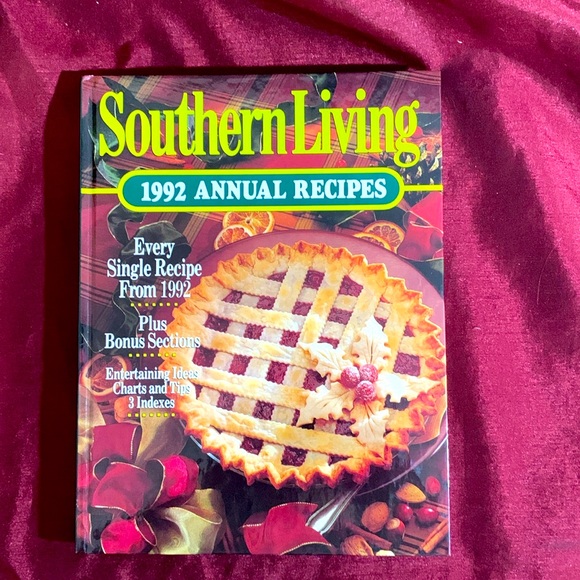 Southern Living
1992 ANNUAL RECIPES
Every
Single Recipe
From 1992
Plus
Bonus Sections
Entertaining Ideas
Charts and Tips
3 Indexes